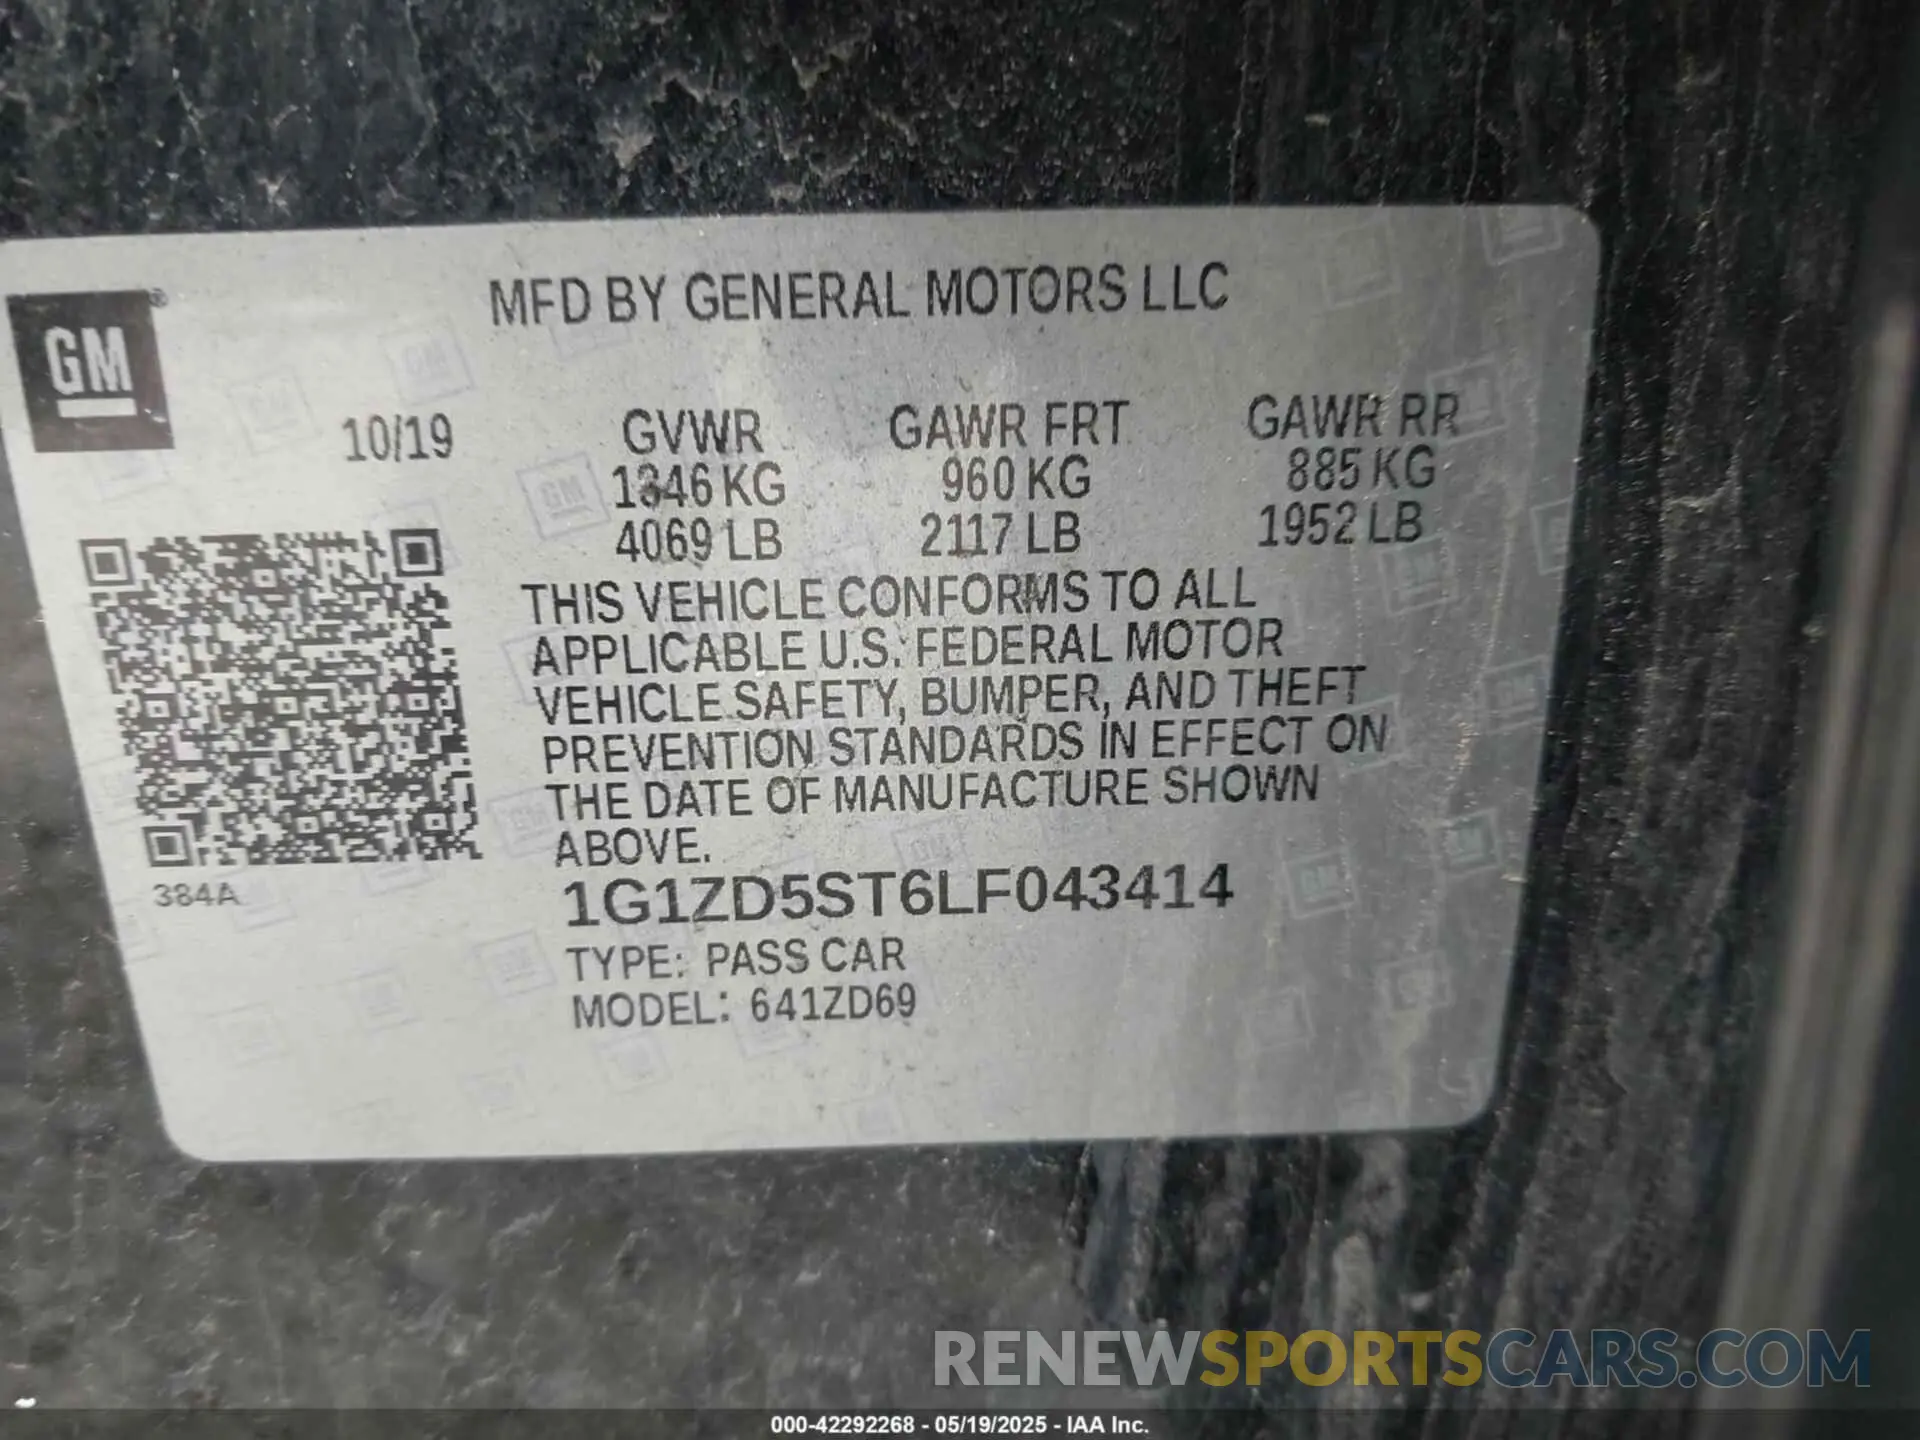 MFD BY GENERAL MOTORS LLC
GM
®
10/19
GVWR GAWR FRT GAWR RR
1846 KG 960 KG 885 KG
4069 LB 2117 LB 1952 LB
THIS VEHICLE CONFORMS TO ALL
APPLICABLE U.S. FEDERAL MOTOR
VEHICLE SAFETY, BUMPER, AND THEFT
PREVENTION STANDARDS IN EFFECT ON
THE DATE OF MANUFACTURE SHOWN
ABOVE.
384A
1G1ZD5ST6LF043414
TYPE: PASS CAR
MODEL: 641ZD69
RENEWSPORTSCARS.COM
000-42292268 - 05/19/2025 - IAA Inc.